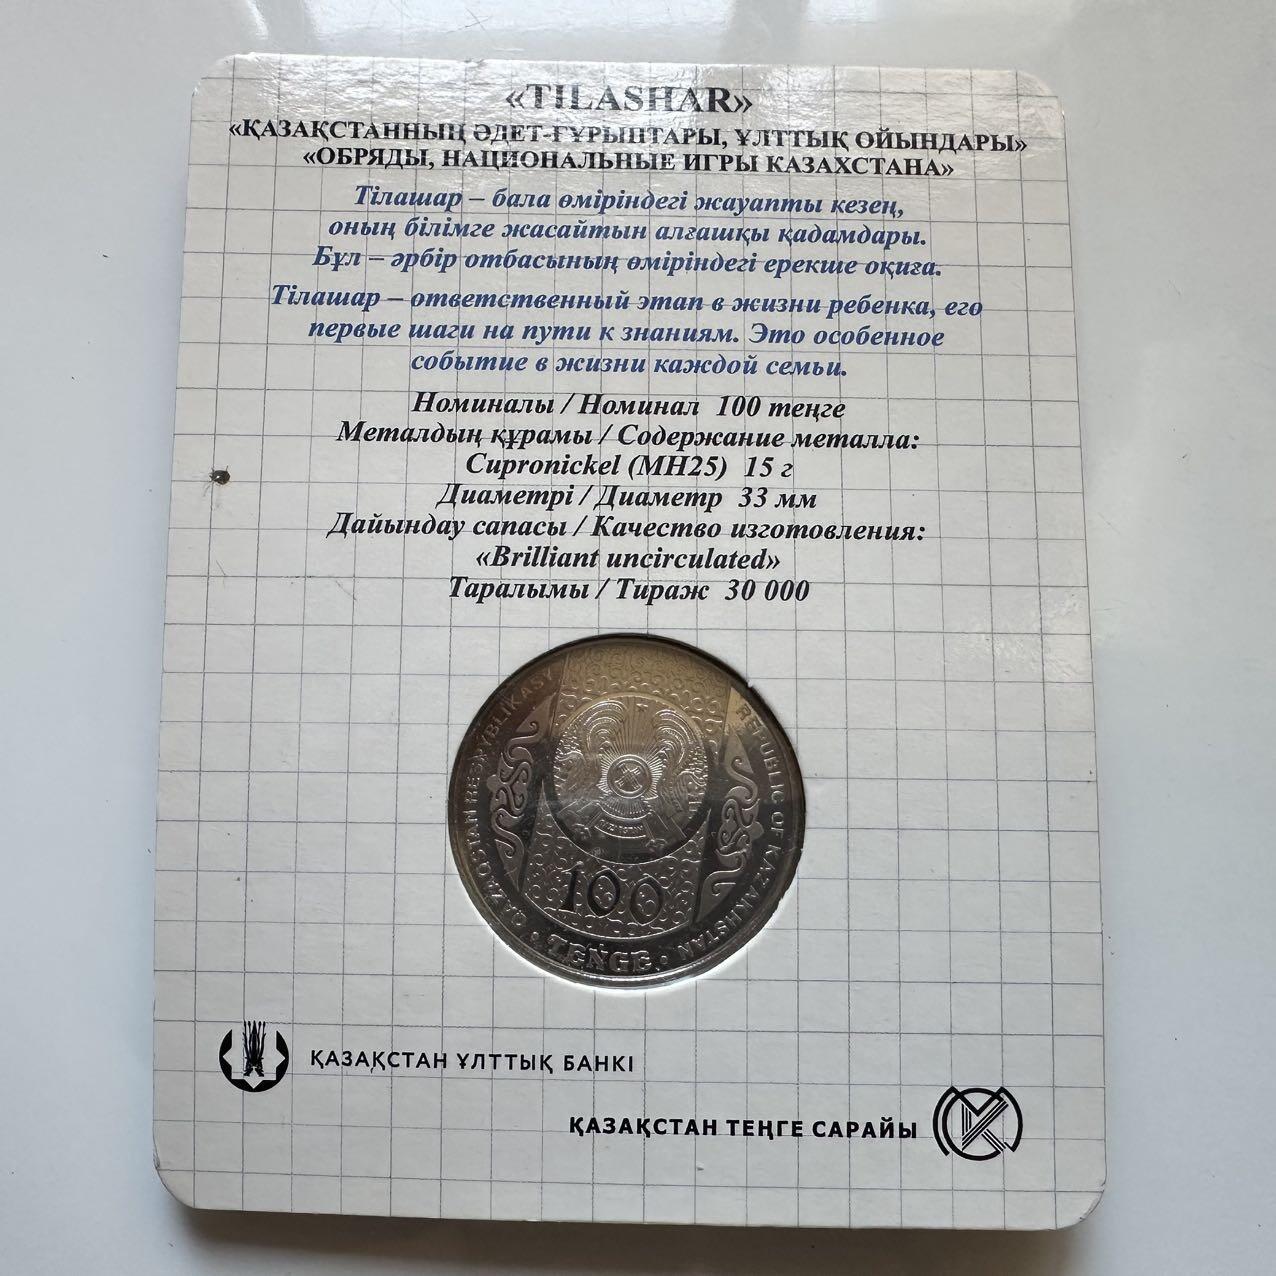 «TILASHAR»
«ҚАЗАҚСТАННЫҢ ӘДЕТ-ҒҰРЫПТАРЫ, ҰЛТТЫҚ ОЙЫНДАРЫ»
«ОБРЯДЫ, НАЦИОНАЛЬНЫЕ ИГРЫ КАЗАХСТАНА»
Тілашар – бала өміріндегі жауапты кезең,
оның білімге жасайтын алғашқы қадамдары.
Бұл – әрбір отбасының өміріндегі ерекше оқиға.
Тілашар – ответственный этап в жизни ребенка, его
первые шаги на пути к знаниям. Это особенное
событие в жизни каждой семьи.
Номиналы / Номинал 100 теңге
Металдың құрамы / Содержание металла:
Cupronickel (МН25) 15 г
Диаметрі / Диаметр 33 мм
Дайындау сапасы / Качество изготовления:
«Brilliant uncirculated»
Таралымы / Тираж 30 000
QAZAQSTAN RESPÝBLIKASY
REPUBLIC OF KAZAKHSTAN
100
TEŃGE
ҚАЗАҚСТАН ҰЛТТЫҚ БАНКІ
ҚАЗАҚСТАН ТЕҢГЕ САРАЙЫ